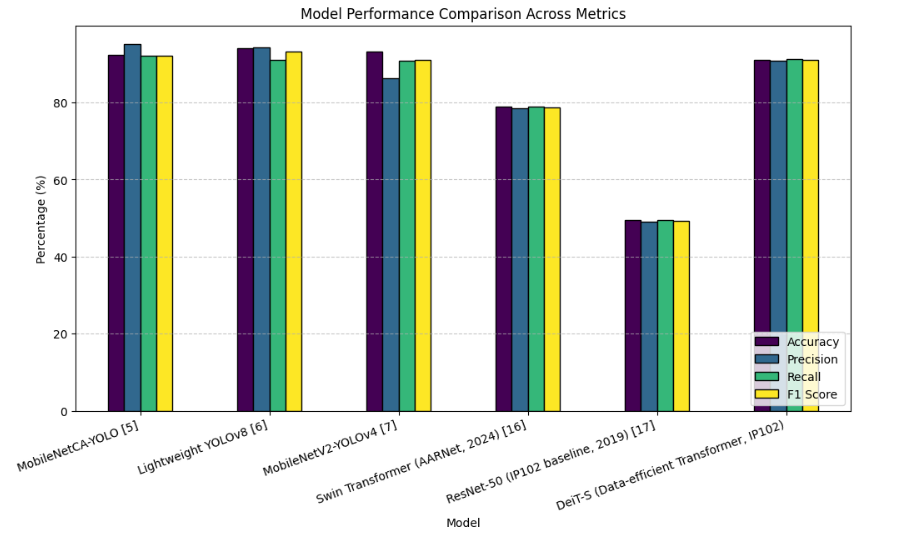 Model Performance Comparison Across Metrics
Percentage (%)
80
60
40
20
0
Accuracy
Precision
Recall
F1 Score
MobileNetCA-YOLO [5]
Lightweight YOLOv8 [6]
MobileNetV2-YOLOv4 [7]
Swin Transformer (AARNet, 2024) [16]
ResNet-50 (IP102 baseline, 2019) [17]
DeiT-S (Data-efficient Transformer, IP102)
Model